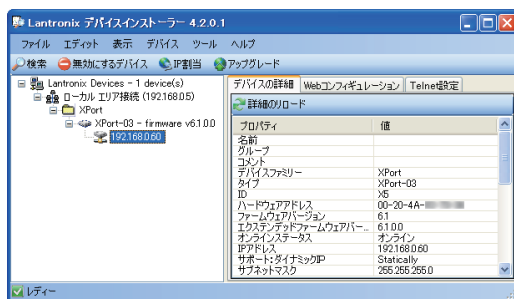 Lantronix デバイスインストーラー 4.2.0.1
ファイル エディット 表示 デバイス ツール ヘルプ
検索 無効にするデバイス IP割当 アップグレード
Lantronix Devices - 1 device(s)
ローカル エリア接続 (192.168.0.5)
XPort
XPort-03 - firmware v6.1.0.0
192.168.0.60
デバイスの詳細 Webコンフィギュレーション Telnet設定
詳細のリロード
プロパティ 値
名前
グループ
コメント
デバイスファミリー XPort
タイプ XPort-03
ID X5
ハードウェアアドレス 00-20-4A-
ファームウェアバージョン 6.1
エクステンデッドファームウェアバー... 6.1.0.0
オンラインステータス オンライン
IPアドレス 192.168.0.60
サポート:ダイナミックIP Statically
サブネットマスク 255.255.255.0
レディー